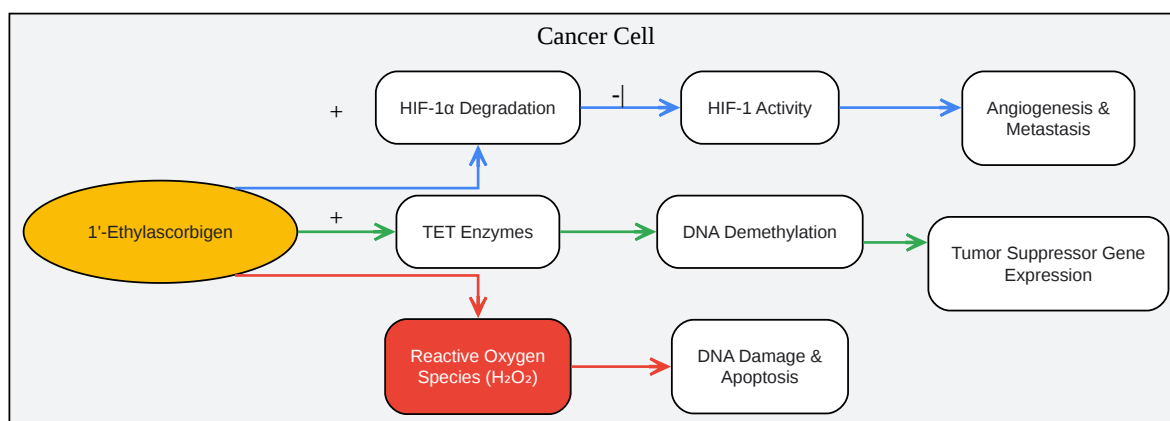 Cancer Cell
+
HIF-1α Degradation
-|
HIF-1 Activity
Angiogenesis &
Metastasis
1'-Ethylascorbigen
+
TET Enzymes
DNA Demethylation
Tumor Suppressor Gene
Expression
Reactive Oxygen
Species (H₂O₂)
DNA Damage &
Apoptosis